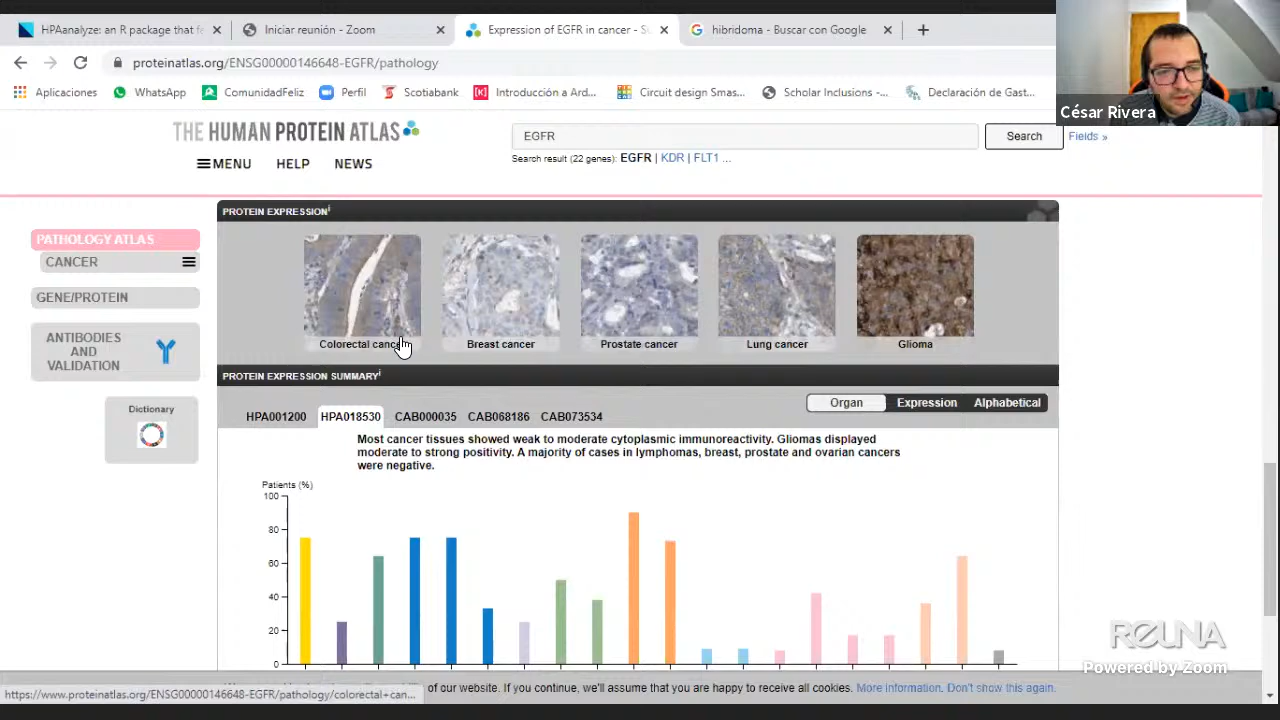 HPAanalyze: an R package that f
Iniciar reunión - Zoom
Expression of EGFR in cancer - Su
hibridoma - Buscar con Google
proteinatlas.org/ENSG00000146648-EGFR/pathology
Aplicaciones
WhatsApp
ComunidadFeliz
Perfil
Scotiabank
Introducción a Ard...
Circuit design Smas...
Scholar Inclusions -...
Declaración de Gast...
César Rivera
THE HUMAN PROTEIN ATLAS
EGFR
Search
Fields »
Search result (22 genes): EGFR | KDR | FLT1 ...
MENU
HELP
NEWS
PROTEIN EXPRESSION i
PATHOLOGY ATLAS
CANCER
GENE/PROTEIN
ANTIBODIES
AND
VALIDATION
Dictionary
Colorectal cancer
Breast cancer
Prostate cancer
Lung cancer
Glioma
PROTEIN EXPRESSION SUMMARY i
Organ
Expression
Alphabetical
HPA001200
HPA018530
CAB000035
CAB068186
CAB073534
Most cancer tissues showed weak to moderate cytoplasmic immunoreactivity. Gliomas displayed
moderate to strong positivity. A majority of cases in lymphomas, breast, prostate and ovarian cancers
were negative.
Patients (%)
100
80
60
40
20
0
REUNA
Powered by Zoom
https://www.proteinatlas.org/ENSG00000146648-EGFR/pathology/colorectal+can...
of our website. If you continue, we'll assume that you are happy to receive all cookies. More information. Don't show this again.